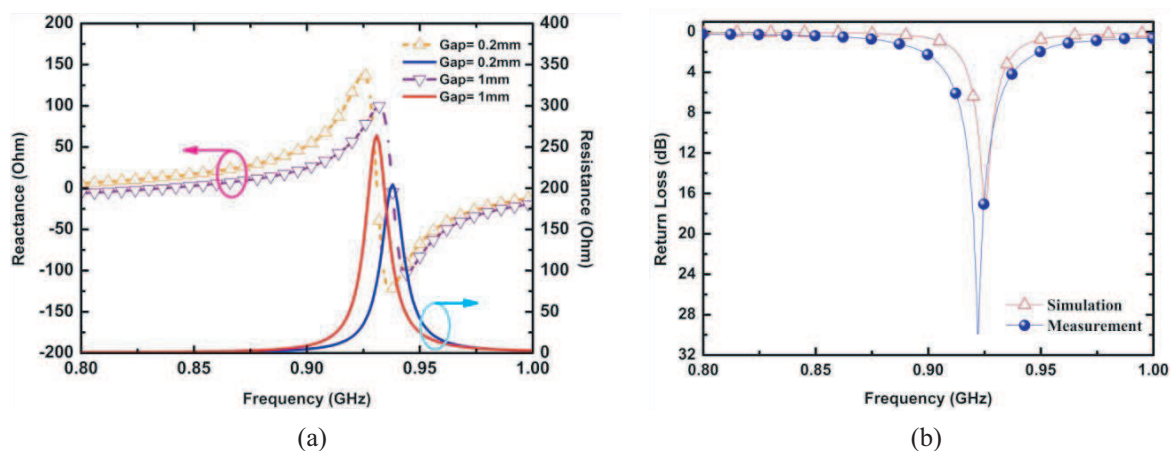 200
150
100
50
0
-50
-100
-150
-200
Reactance (Ohm)
400
350
300
250
200
150
100
50
0
Resistance (Ohm)
Gap= 0.2mm
Gap= 0.2mm
Gap= 1mm
Gap= 1mm
0.80 0.85 0.90 0.95 1.00
Frequency (GHz)
(a)
0
4
8
12
16
20
24
28
32
Return Loss (dB)
Simulation
Measurement
0.80 0.85 0.90 0.95 1.00
Frequency (GHz)
(b)